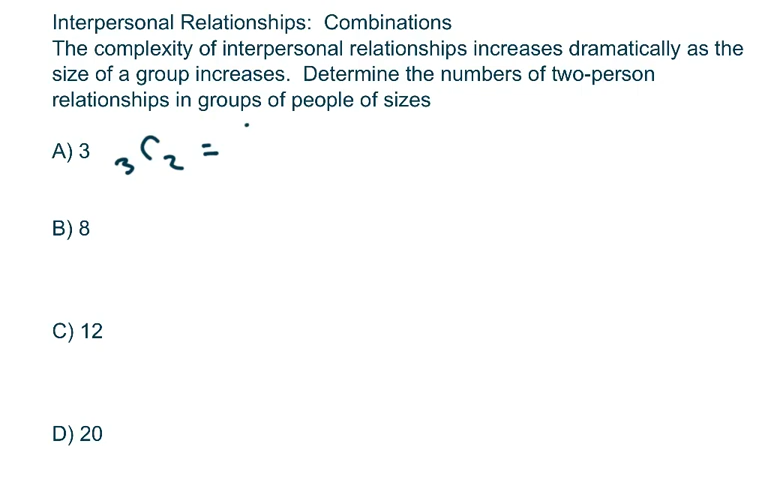 Interpersonal Relationships:  Combinations
The complexity of interpersonal relationships increases dramatically as the
size of a group increases.  Determine the numbers of two-person
relationships in groups of people of sizes
A) 3   3C2 =
B) 8
C) 12
D) 20